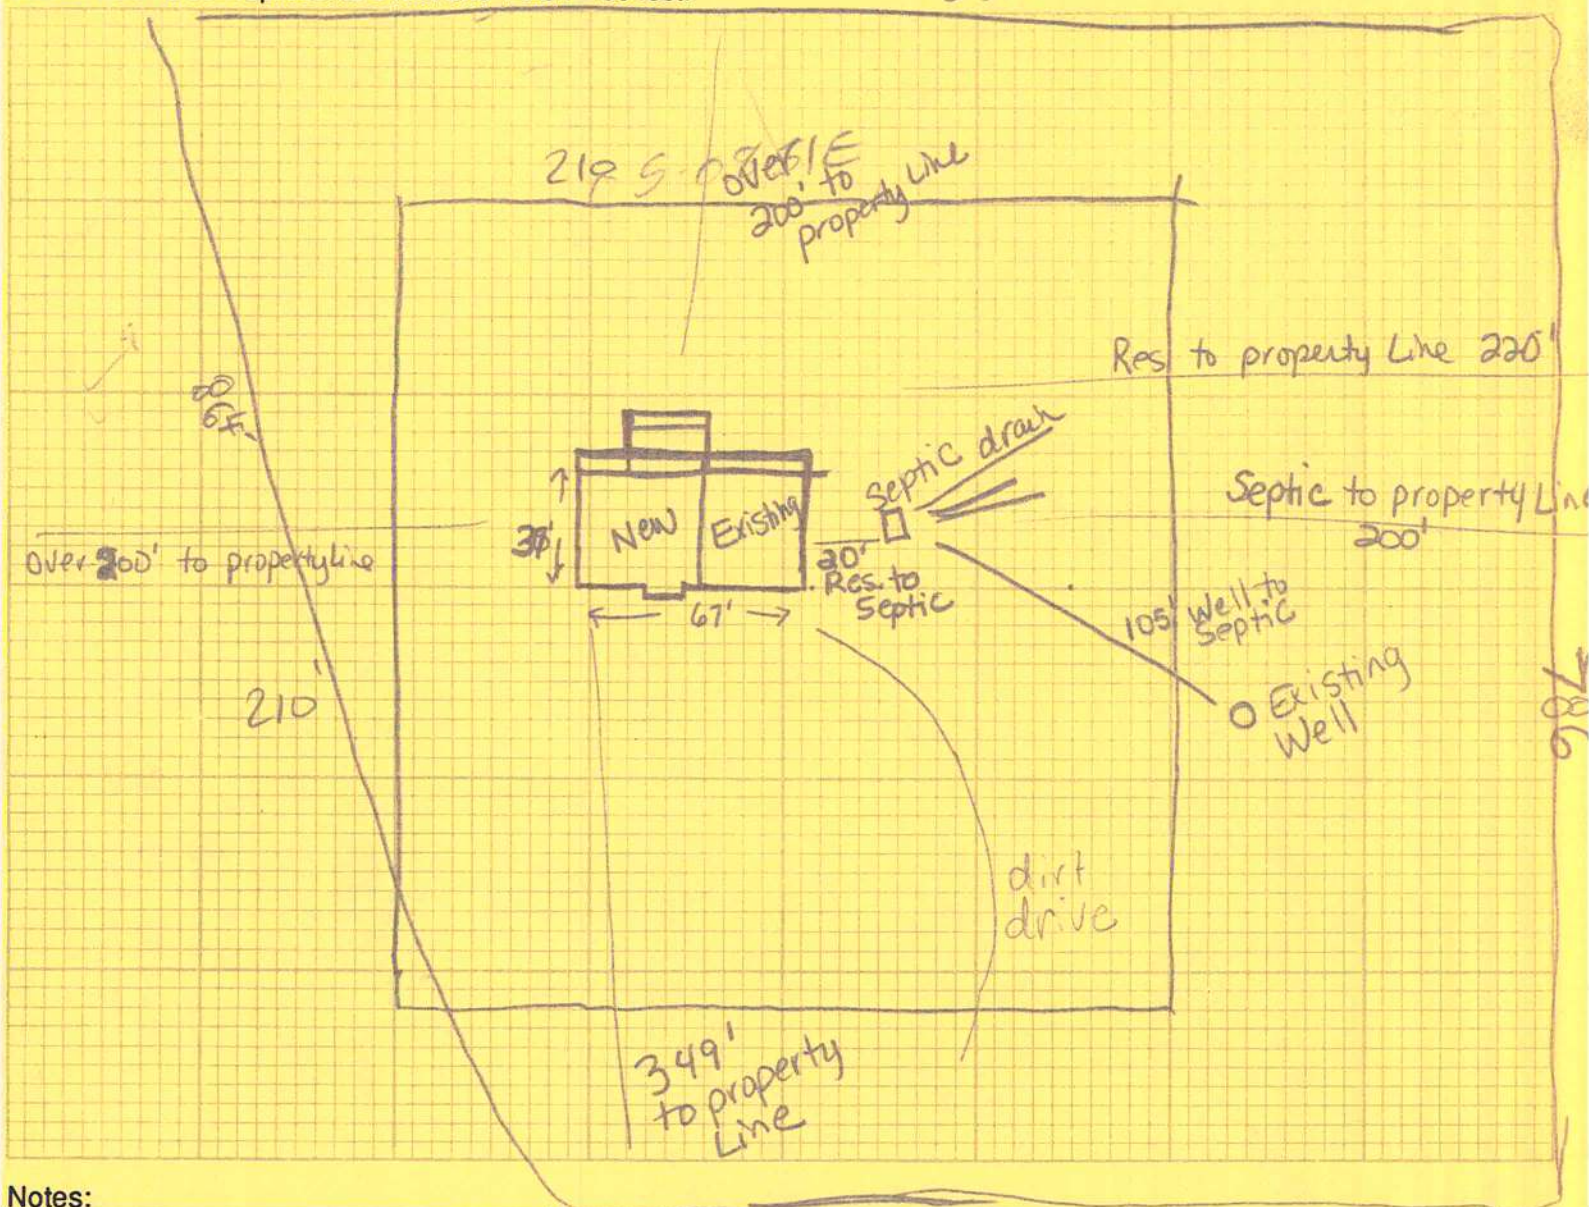 210
over
200' to
property Line
Res to property Line 220'
Septic drain
Septic to property Line
200'
New
Existing
over 200' to propertyline
20'
Res. to
Septic
67'
105' Well to
Septic
Existing
Well
210'
786
dirt
drive
349'
to property
Line
Notes: